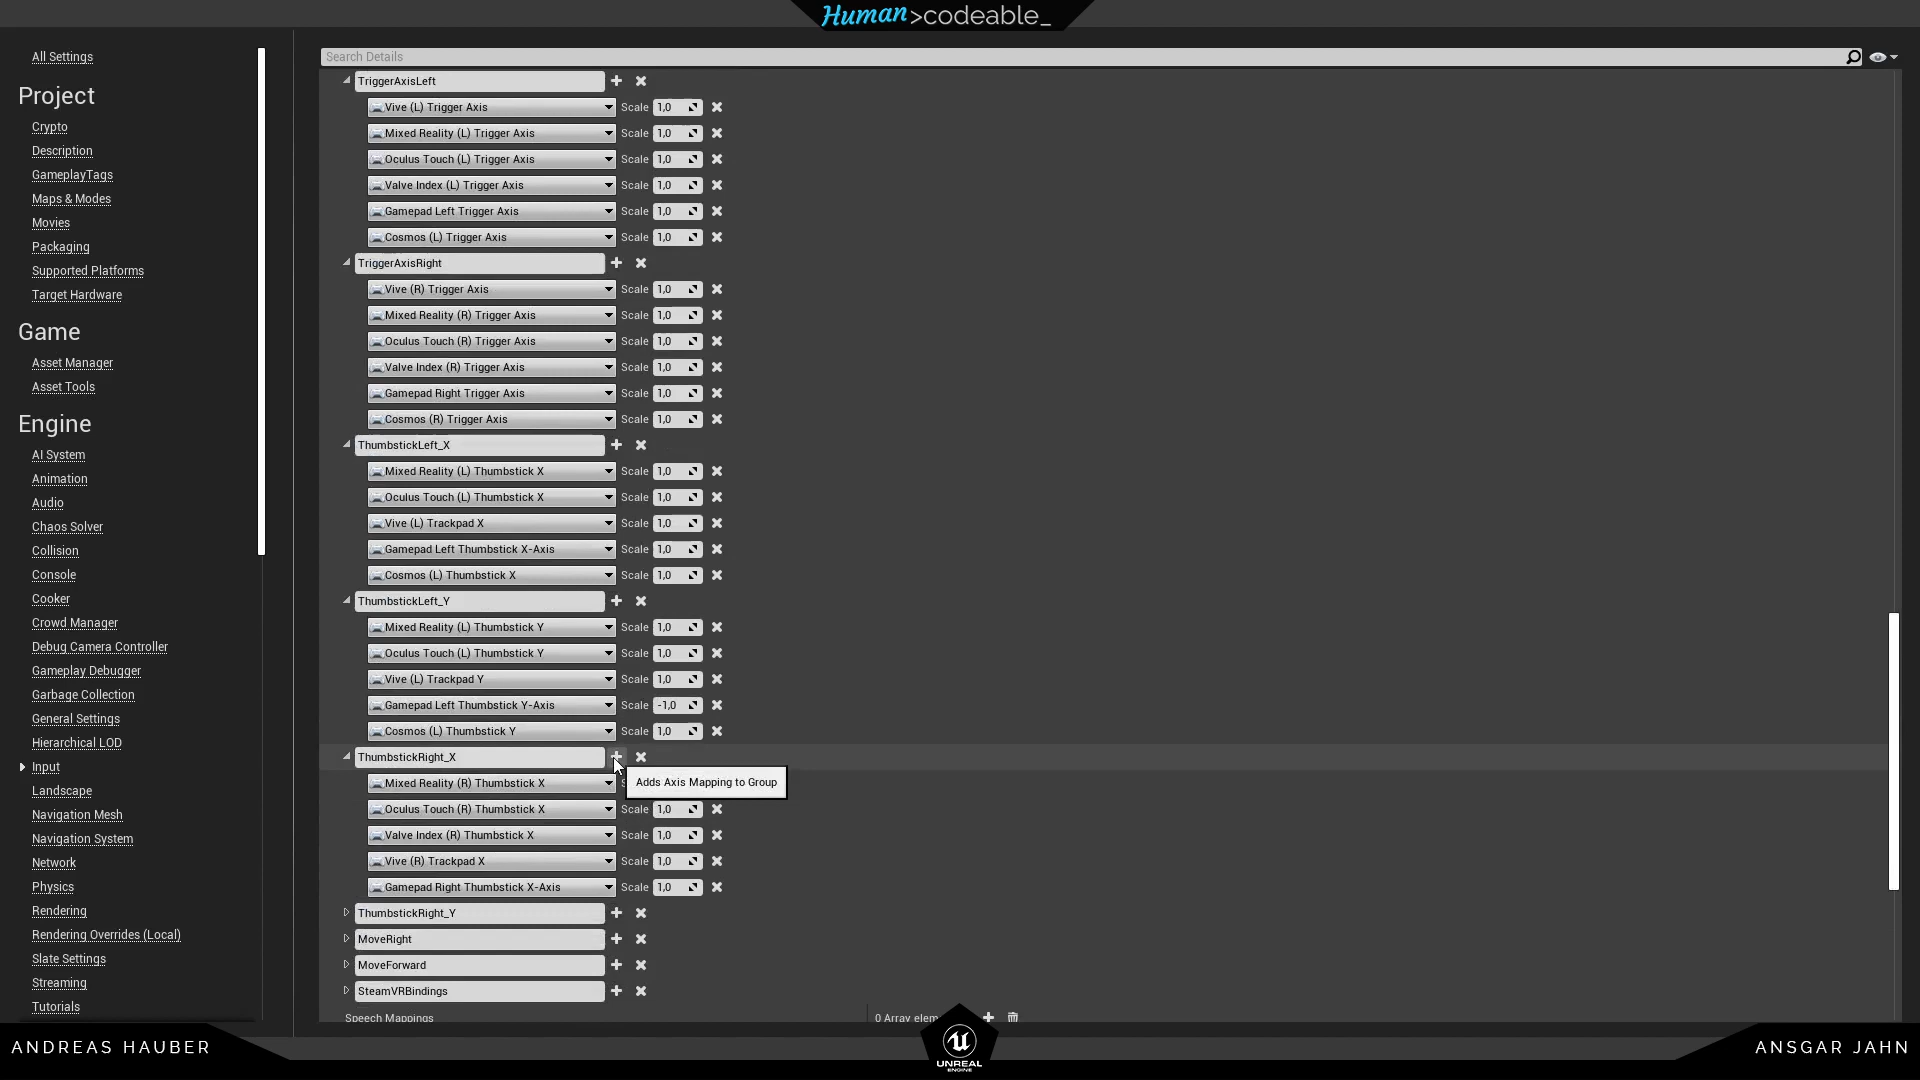 Human>codeable_
All Settings
Project
Crypto
Description
GameplayTags
Maps & Modes
Movies
Packaging
Supported Platforms
Target Hardware
Game
Asset Manager
Asset Tools
Engine
AI System
Animation
Audio
Chaos Solver
Collision
Console
Cooker
Crowd Manager
Debug Camera Controller
Gameplay Debugger
Garbage Collection
General Settings
Hierarchical LOD
Input
Landscape
Navigation Mesh
Navigation System
Network
Physics
Rendering
Rendering Overrides (Local)
Slate Settings
Streaming
Tutorials
Search Details
TriggerAxisLeft
Vive (L) Trigger Axis Scale 1,0
Mixed Reality (L) Trigger Axis Scale 1,0
Oculus Touch (L) Trigger Axis Scale 1,0
Valve Index (L) Trigger Axis Scale 1,0
Gamepad Left Trigger Axis Scale 1,0
Cosmos (L) Trigger Axis Scale 1,0
TriggerAxisRight
Vive (R) Trigger Axis Scale 1,0
Mixed Reality (R) Trigger Axis Scale 1,0
Oculus Touch (R) Trigger Axis Scale 1,0
Valve Index (R) Trigger Axis Scale 1,0
Gamepad Right Trigger Axis Scale 1,0
Cosmos (R) Trigger Axis Scale 1,0
ThumbstickLeft_X
Mixed Reality (L) Thumbstick X Scale 1,0
Oculus Touch (L) Thumbstick X Scale 1,0
Vive (L) Trackpad X Scale 1,0
Gamepad Left Thumbstick X-Axis Scale 1,0
Cosmos (L) Thumbstick X Scale 1,0
ThumbstickLeft_Y
Mixed Reality (L) Thumbstick Y Scale 1,0
Oculus Touch (L) Thumbstick Y Scale 1,0
Vive (L) Trackpad Y Scale 1,0
Gamepad Left Thumbstick Y-Axis Scale -1,0
Cosmos (L) Thumbstick Y Scale 1,0
ThumbstickRight_X
Adds Axis Mapping to Group
Mixed Reality (R) Thumbstick X
Oculus Touch (R) Thumbstick X Scale 1,0
Valve Index (R) Thumbstick X Scale 1,0
Vive (R) Trackpad X Scale 1,0
Gamepad Right Thumbstick X-Axis Scale 1,0
ThumbstickRight_Y
MoveRight
MoveForward
SteamVRBindings
Speech Mappings 0 Array elem
ANDREAS HAUBER
UNREAL
ENGINE
ANSGAR JAHN